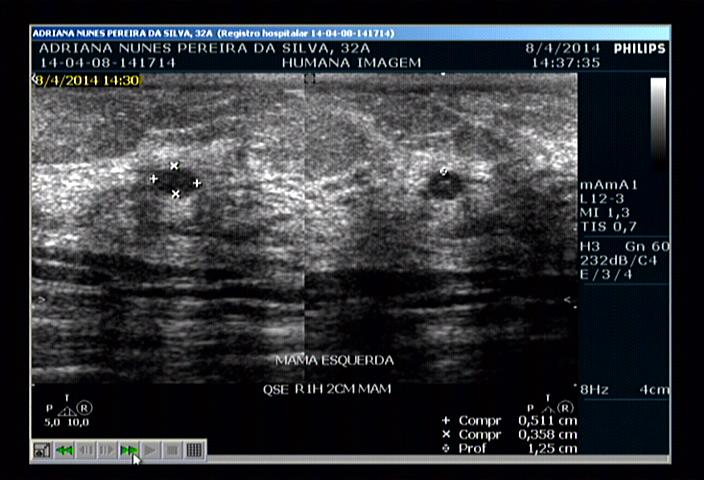 ADRIANA NUNES PEREIRA DA SILVA, 32A (Registro hospitalar 14-04-08-141714)
ADRIANA NUNES PEREIRA DA SILVA, 32A 8/4/2014 PHILIPS
14-04-08-141714 HUMANA IMAGEM 14:37:35
8/4/2014 14:30
mAmA1
L12-3
MI 1,3
TIS 0,7
H3 Gn 60
232dB/C4
E/3/4
MAMA ESQUERDA
QSE R1H 2CM MAM
8Hz 4cm
T T
P R P R
5,0 10,0
+ Compr 0,511 cm
× Compr 0,358 cm
Prof 1,25 cm